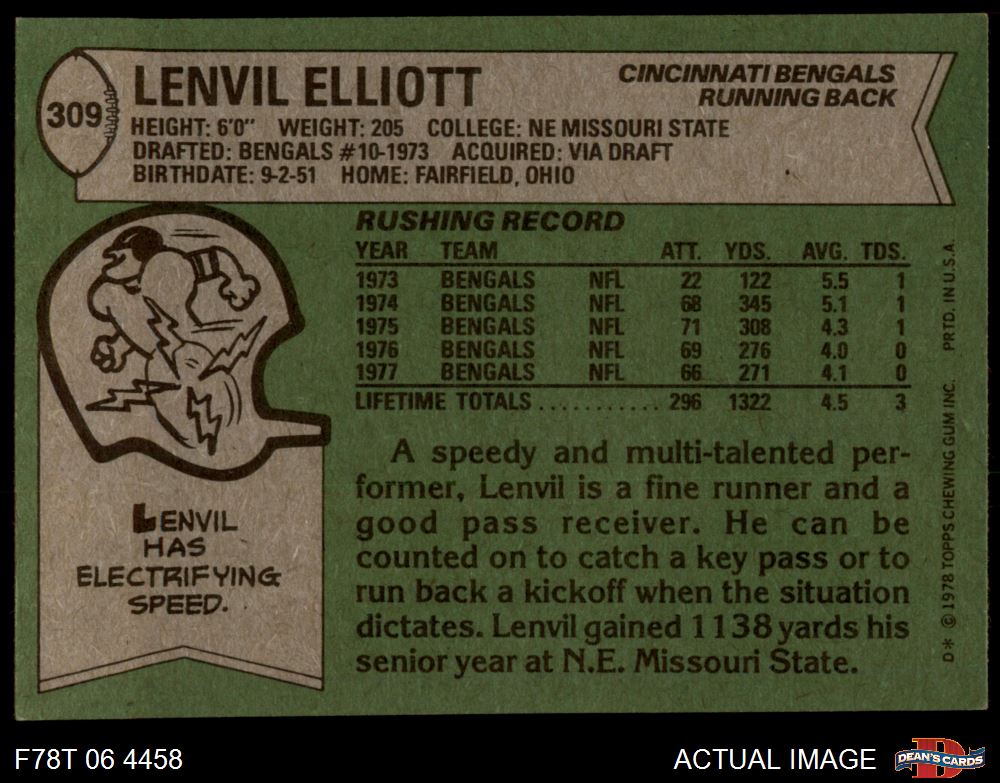 309
LENVIL ELLIOTT
CINCINNATI BENGALS
RUNNING BACK
HEIGHT: 6'0" WEIGHT: 205 COLLEGE: NE MISSOURI STATE
DRAFTED: BENGALS #10-1973 ACQUIRED: VIA DRAFT
BIRTHDATE: 9-2-51 HOME: FAIRFIELD, OHIO
RUSHING RECORD
YEAR TEAM ATT. YDS. AVG. TDS.
1973 BENGALS NFL 22 122 5.5 1
1974 BENGALS NFL 68 345 5.1 1
1975 BENGALS NFL 71 308 4.3 1
1976 BENGALS NFL 69 276 4.0 0
1977 BENGALS NFL 66 271 4.1 0
LIFETIME TOTALS ........... 296 1322 4.5 3
LENVIL
HAS
ELECTRIFYING
SPEED.
A speedy and multi-talented per-
former, Lenvil is a fine runner and a
good pass receiver. He can be
counted on to catch a key pass or to
run back a kickoff when the situation
dictates. Lenvil gained 1138 yards his
senior year at N.E. Missouri State.
D* © 1978 TOPPS CHEWING GUM INC. PRTD. IN U.S.A.
F78T 06 4458
ACTUAL IMAGE
D
DEAN'S CARDS